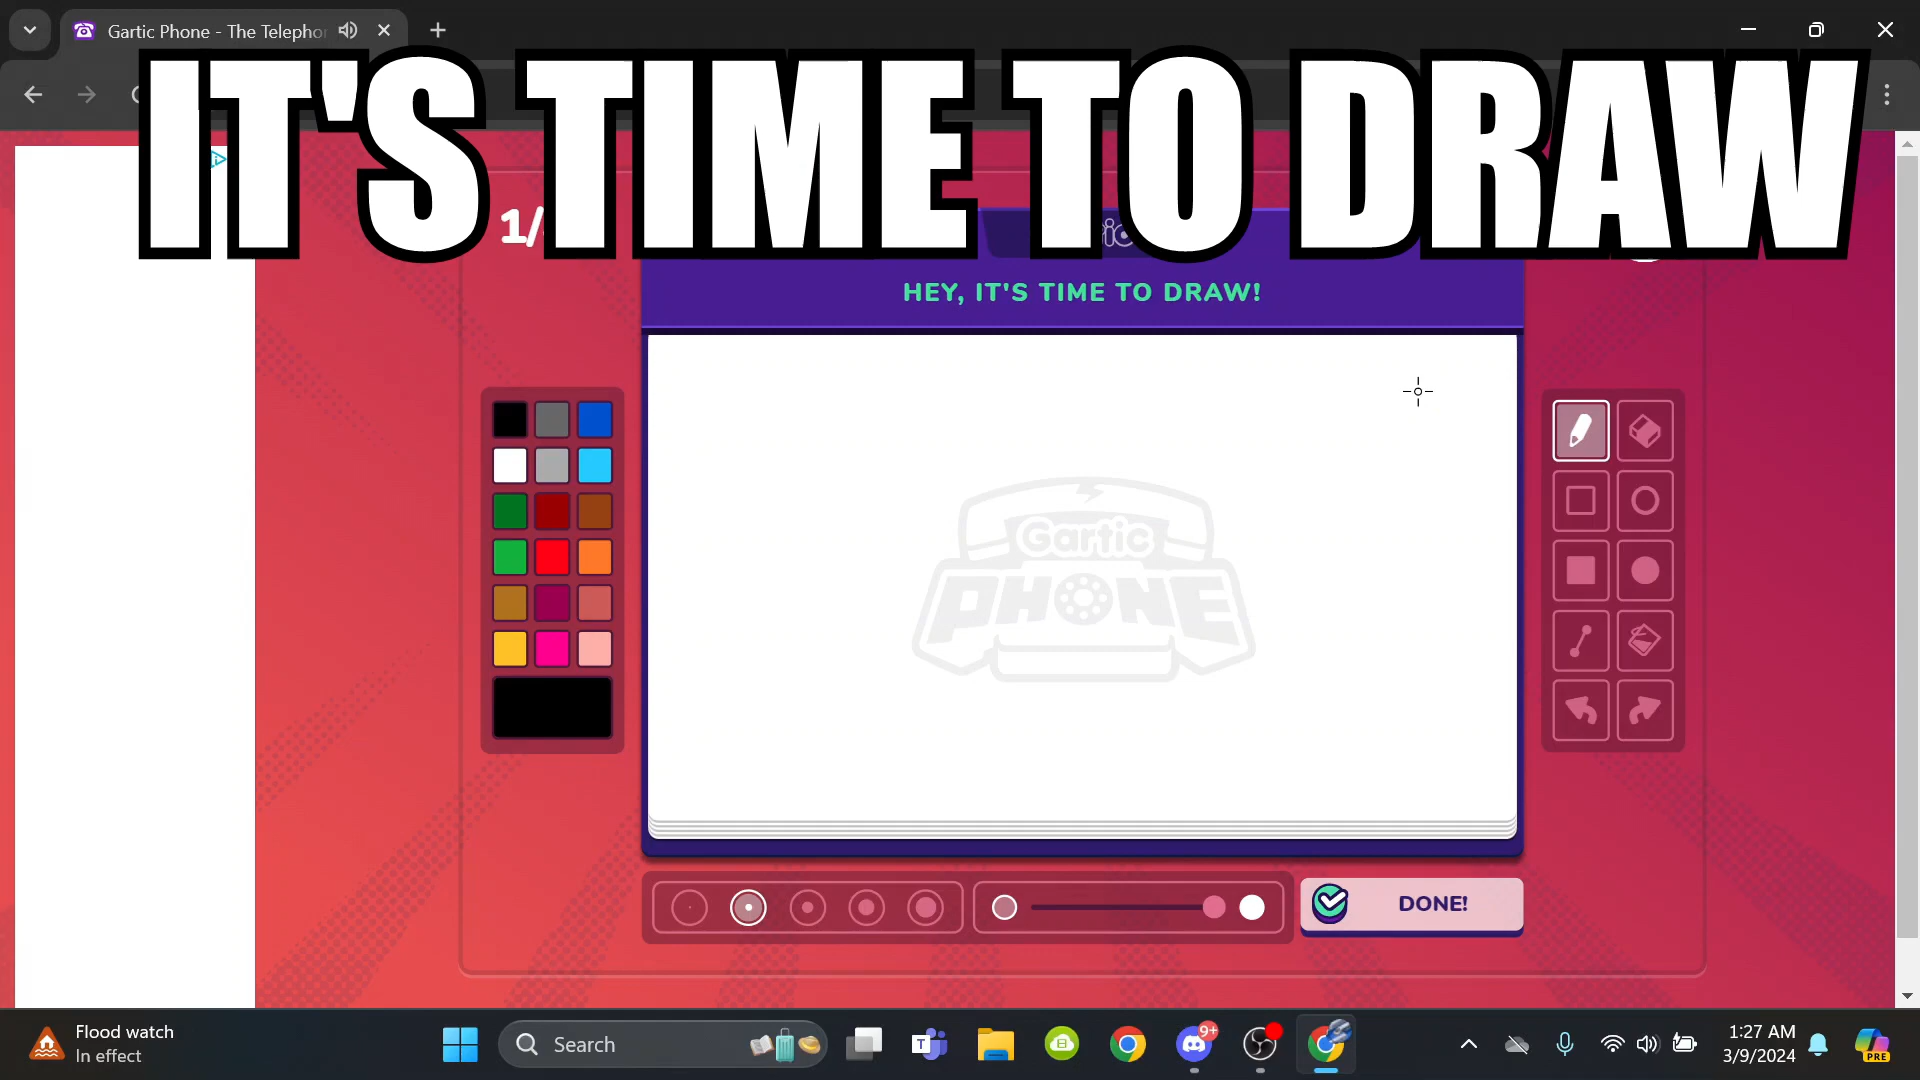 Gartic Phone - The Telephon
IT'S TIME TO DRAW
1/
HEY, IT'S TIME TO DRAW!
Gartic
PHONE
DONE!
Flood watch
In effect
Search
T
9+
1:27 AM
3/9/2024
PRE